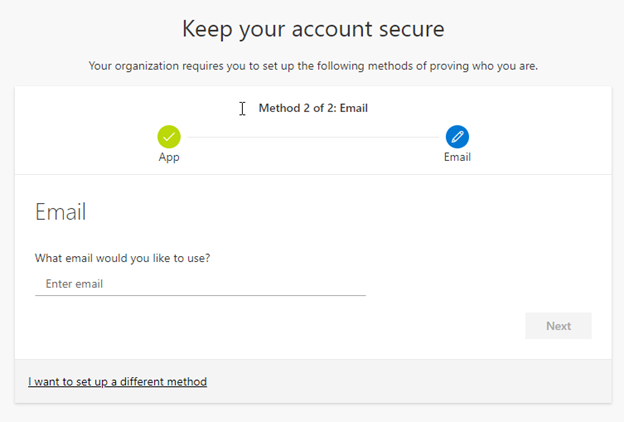 Keep your account secure
Your organization requires you to set up the following methods of proving who you are.
Method 2 of 2: Email
App
Email
Email
What email would you like to use?
Enter email
Next
I want to set up a different method